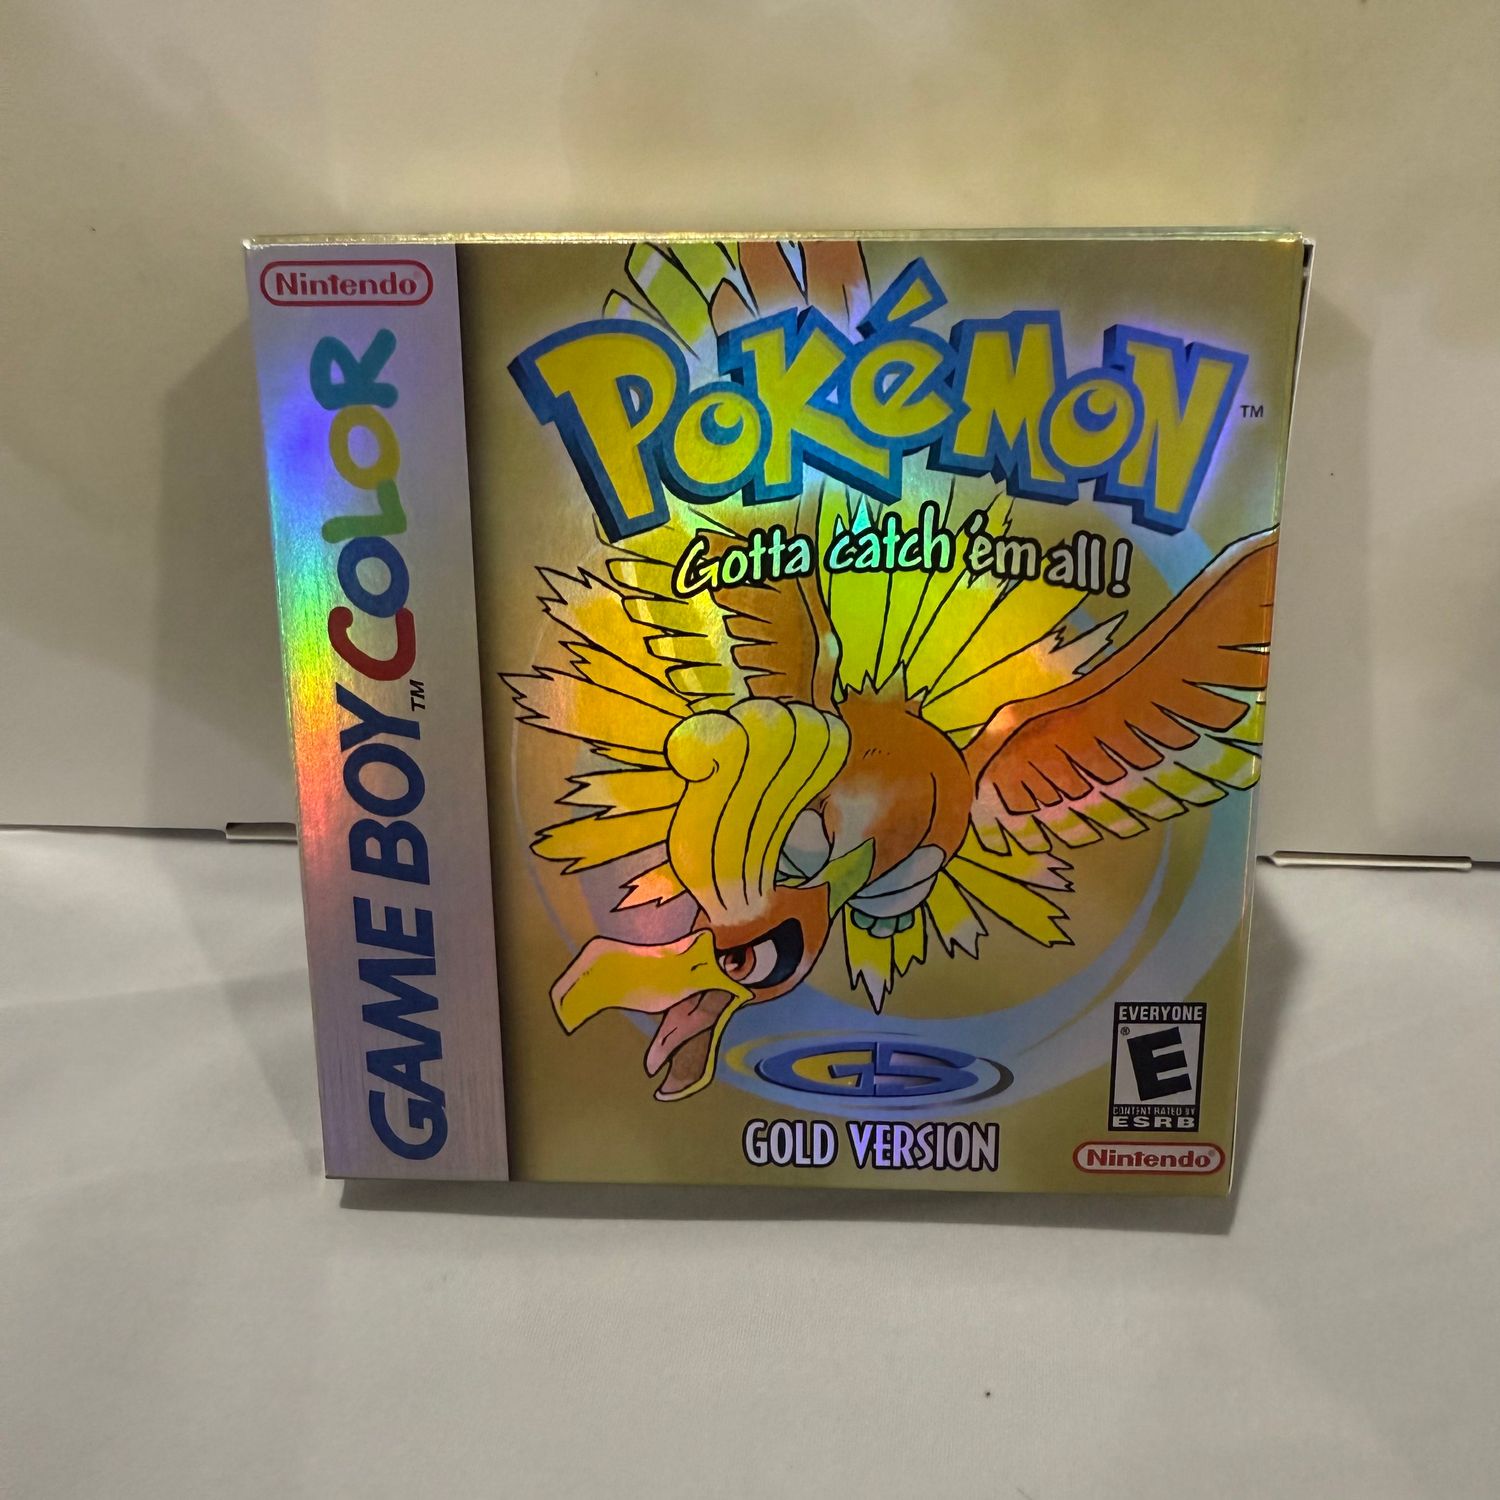 Nintendo®
GAME BOY COLOR™
POKéMON™
Gotta catch 'em all!
GS
GOLD VERSION
EVERYONE
E®
CONTENT RATED BY
ESRB
Nintendo®